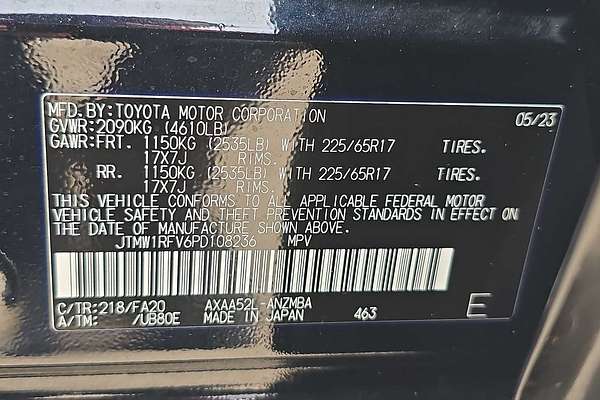 MFD. BY: TOYOTA MOTOR CORPORATION 05/23
GVWR: 2090KG (4610LB)
GAWR: FRT. 1150KG (2535LB) WITH 225/65R17 TIRES.
17X7J RIMS.
RR. 1150KG (2535LB) WITH 225/65R17 TIRES.
17X7J RIMS.
THIS VEHICLE CONFORMS TO ALL APPLICABLE FEDERAL MOTOR
VEHICLE SAFETY AND THEFT PREVENTION STANDARDS IN EFFECT ON
THE DATE OF MANUFACTURE SHOWN ABOVE.
JTMW1RFV6PD108236 MPV
C/TR: 218/FA20 AXAA52L-ANZMBA
A/TM: /UB80E MADE IN JAPAN 463 E